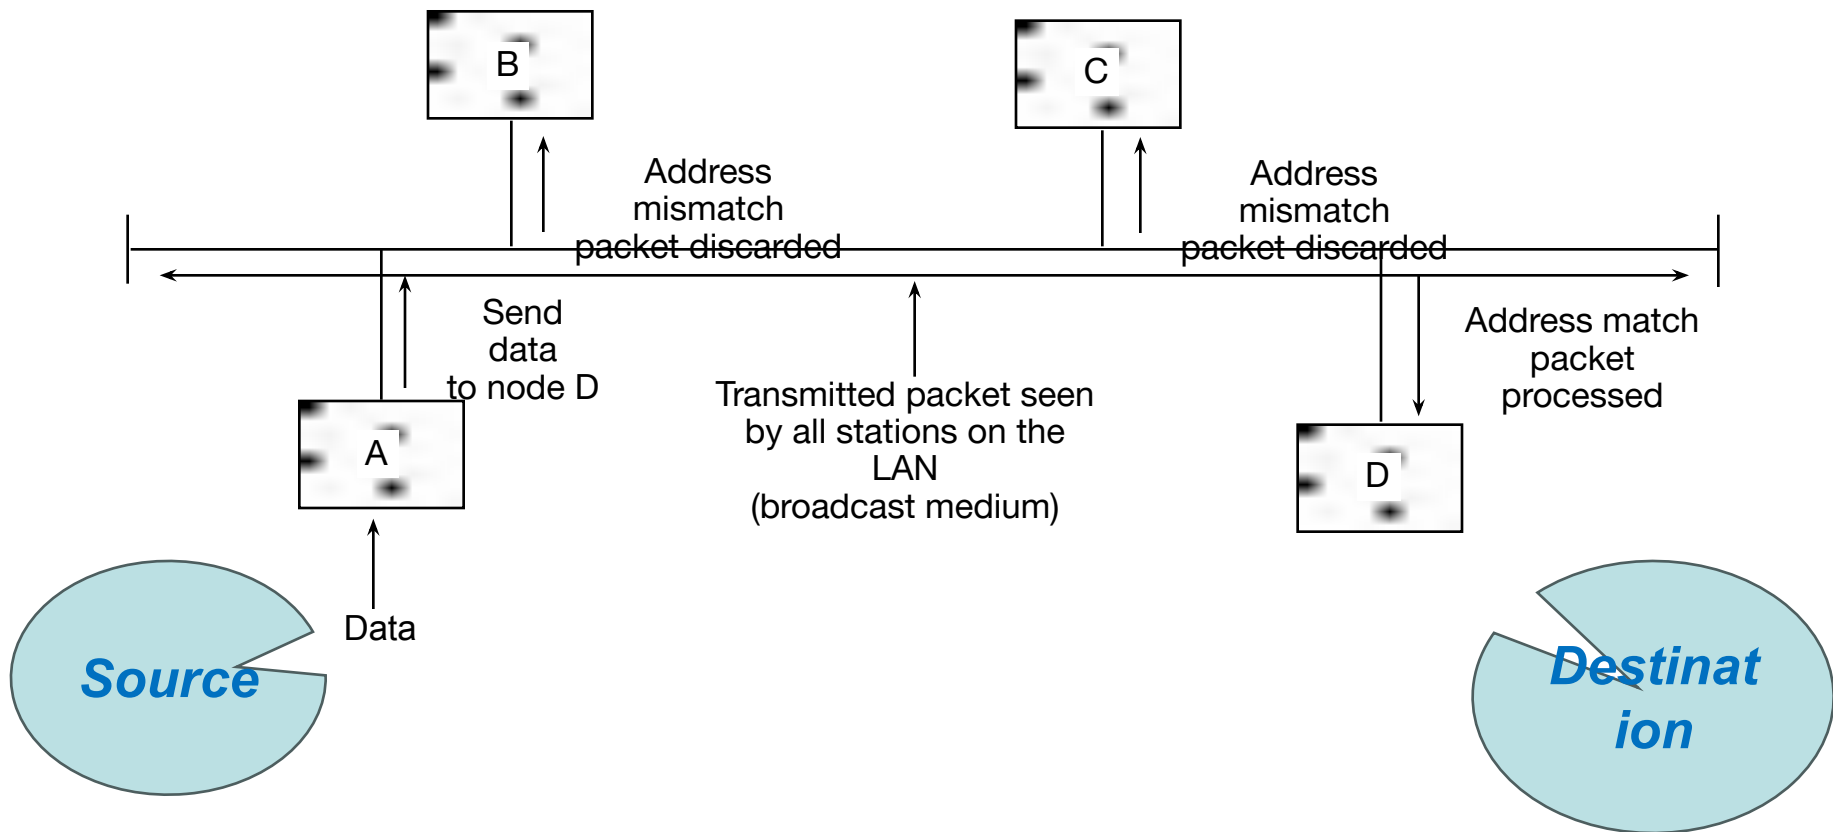 B
C
Address
mismatch
packet discarded
Address
mismatch
packet discarded
Send
data
to node D
Address match
packet
processed
Transmitted packet seen
by all stations on the
LAN
(broadcast medium)
A
D
Data
Source
Destinat
ion